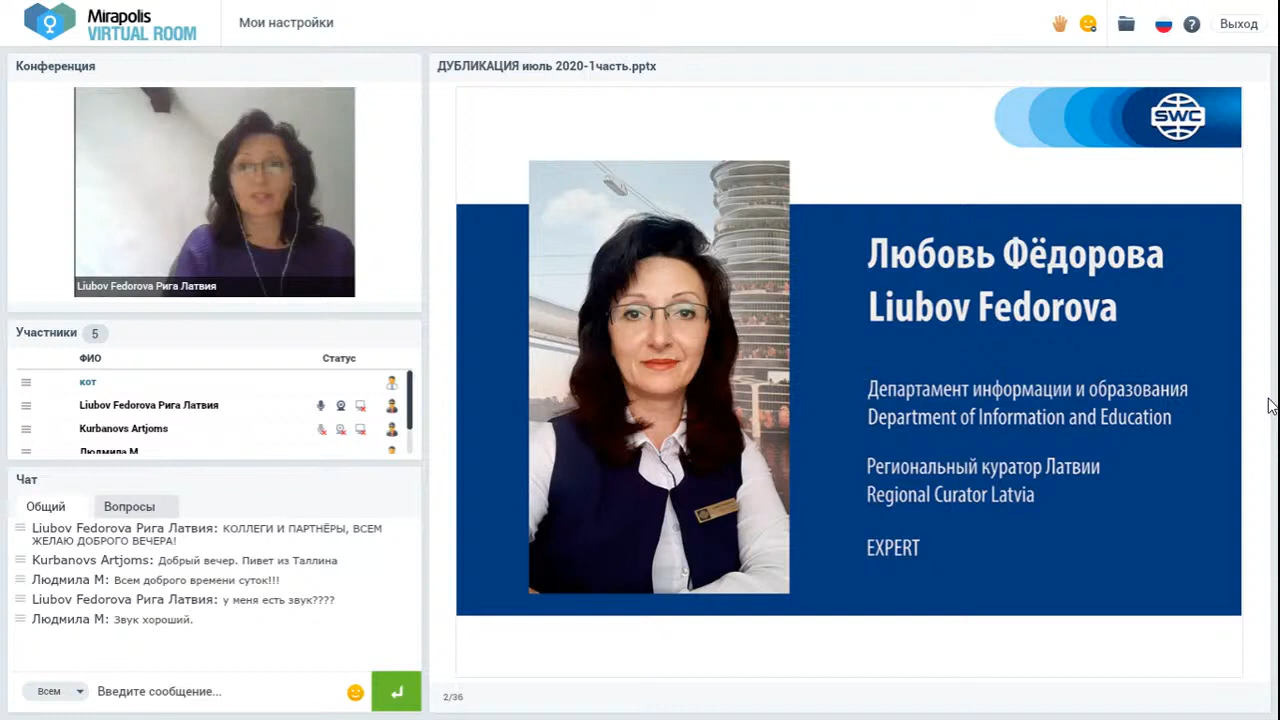 Mirapolis
VIRTUAL ROOM
Мои настройки
Выход
Конференция
Liubov Fedorova Рига Латвия
Участники 5
ФИО Статус
кот
Liubov Fedorova Рига Латвия
Kurbanovs Artjoms
Людмила М
Чат
Общий Вопросы
Liubov Fedorova Рига Латвия: КОЛЛЕГИ И ПАРТНЁРЫ, ВСЕМ
ЖЕЛАЮ ДОБРОГО ВЕЧЕРА!
Kurbanovs Artjoms: Добрый вечер. Пивет из Таллина
Людмила М: Всем доброго времени суток!!!
Liubov Fedorova Рига Латвия: у меня есть звук????
Людмила М: Звук хороший.
Всем Введите сообщение...
ДУБЛИКАЦИЯ июль 2020-1часть.pptx
SWC
Любовь Фёдорова
Liubov Fedorova
Департамент информации и образования
Department of Information and Education
Региональный куратор Латвии
Regional Curator Latvia
EXPERT
2/36